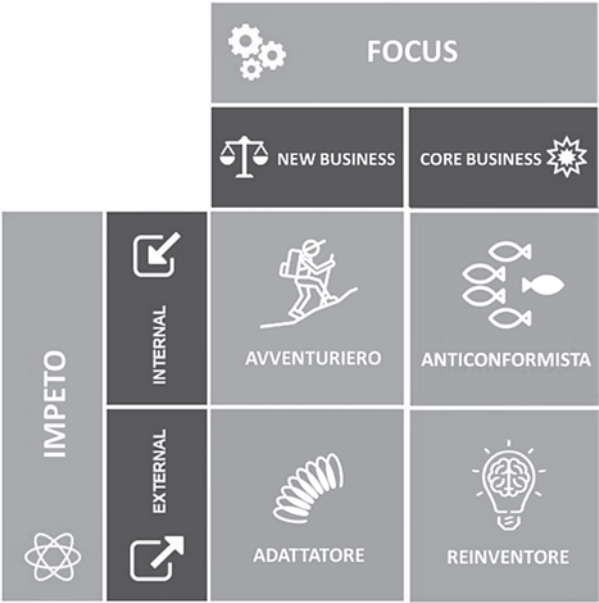 FOCUS
NEW BUSINESS
CORE BUSINESS
IMPETO
INTERNAL
AVVENTURIERO
ANTICONFORMISTA
EXTERNAL
ADATTATORE
REINVENTORE